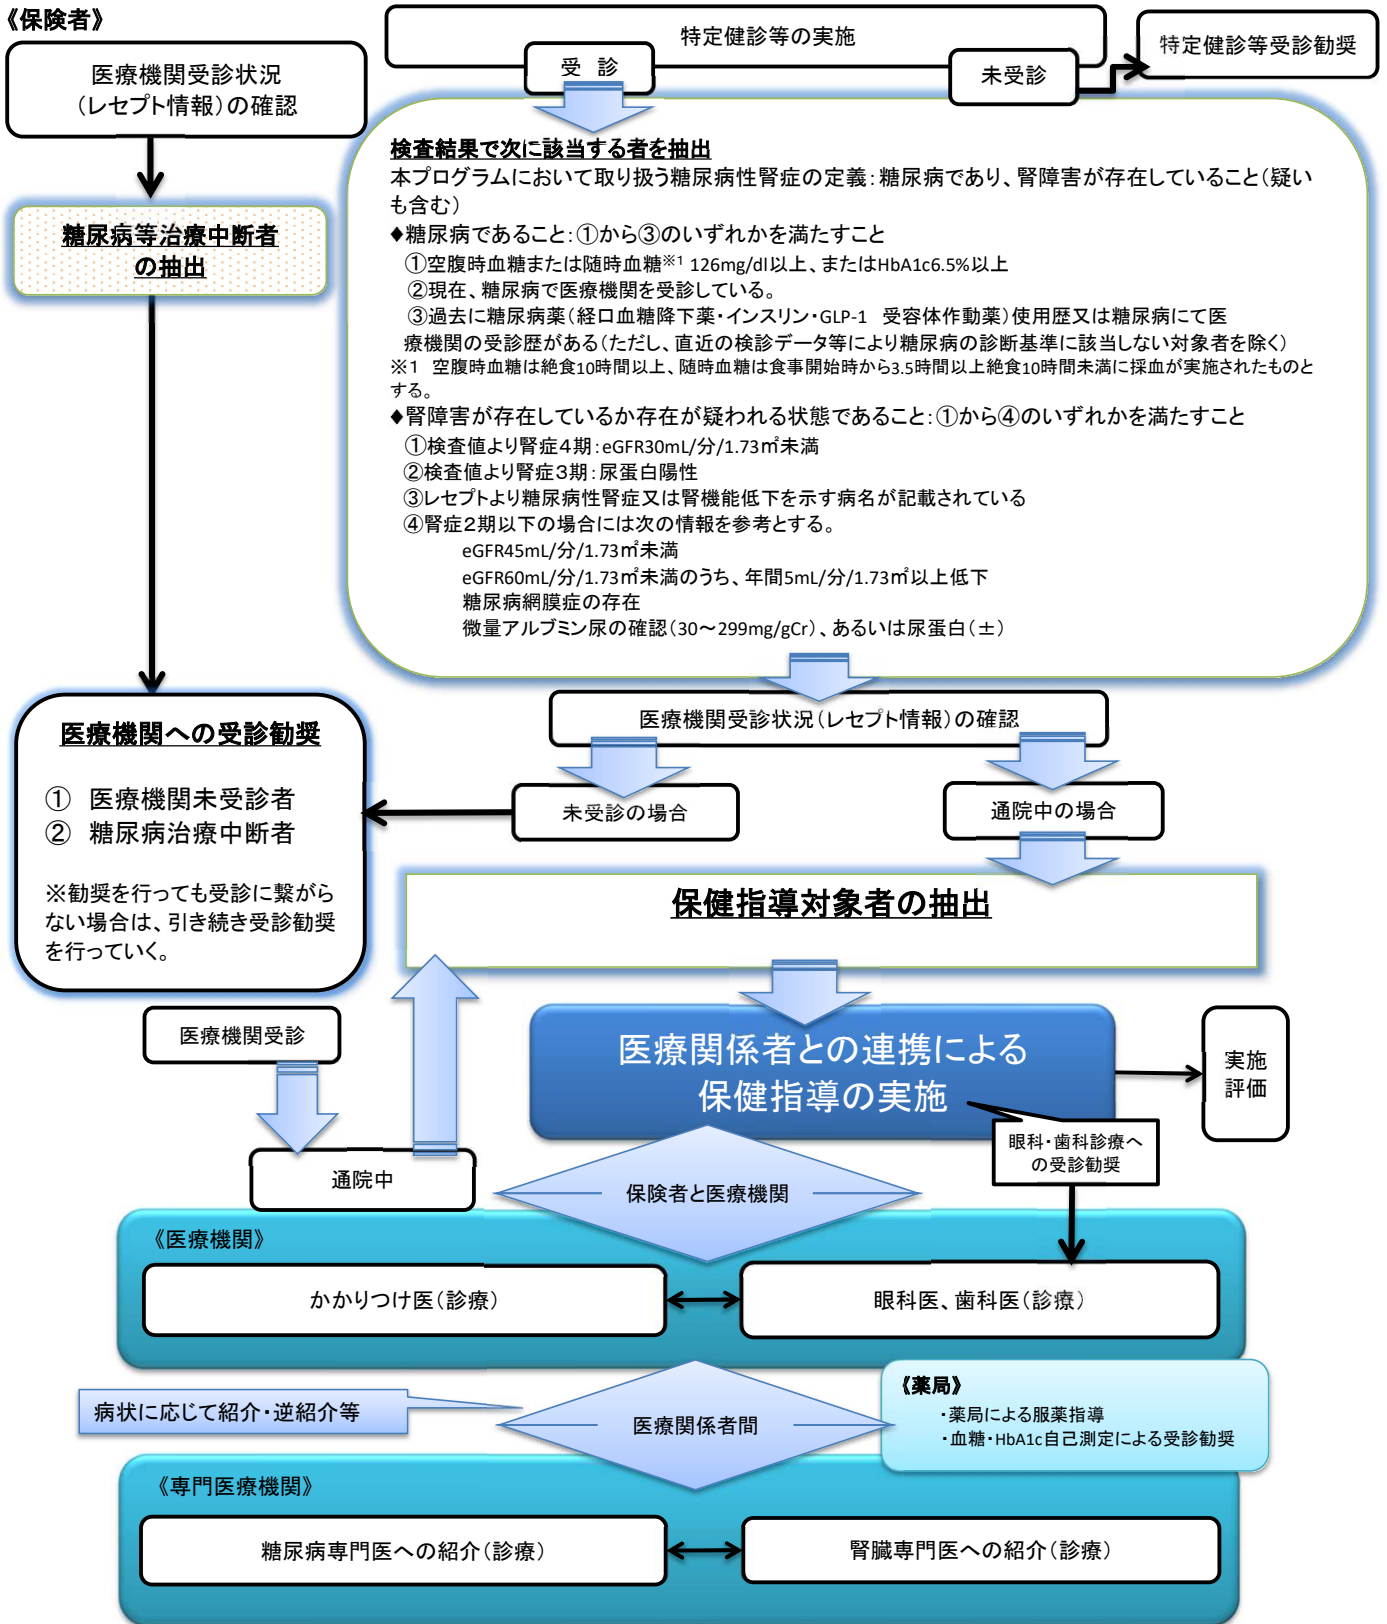 《保険者》
医療機関受診状況
（レセプト情報）の確認
特定健診等の実施
受 診
未受診
特定健診等受診勧奨
糖尿病等治療中断者
の抽出
検査結果で次に該当する者を抽出
本プログラムにおいて取り扱う糖尿病性腎症の定義：糖尿病であり、腎障害が存在していること（疑い
も含む）
♦糖尿病であること：①から③のいずれかを満たすこと
①空腹時血糖または随時血糖※1 126mg/dl以上、またはHbA1c6.5%以上
②現在、糖尿病で医療機関を受診している。
③過去に糖尿病薬（経口血糖降下薬・インスリン・GLP-1 受容体作動薬）使用歴又は糖尿病にて医
療機関の受診歴がある（ただし、直近の検診データ等により糖尿病の診断基準に該当しない対象者を除く）
※１ 空腹時血糖は絶食10時間以上、随時血糖は食事開始時から3.5時間以上絶食10時間未満に採血が実施されたものと
する。
♦腎障害が存在しているか存在が疑われる状態であること：①から④のいずれかを満たすこと
①検査値より腎症４期：eGFR30mL/分/1.73㎡未満
②検査値より腎症３期：尿蛋白陽性
③レセプトより糖尿病性腎症又は腎機能低下を示す病名が記載されている
④腎症２期以下の場合には次の情報を参考とする。
eGFR45mL/分/1.73㎡未満
eGFR60mL/分/1.73㎡未満のうち、年間5mL/分/1.73㎡以上低下
糖尿病網膜症の存在
微量アルブミン尿の確認（30～299mg/gCr）、あるいは尿蛋白（±）
医療機関受診状況（レセプト情報）の確認
未受診の場合
通院中の場合
医療機関への受診勧奨
① 医療機関未受診者
② 糖尿病治療中断者
※勧奨を行っても受診に繋がら
ない場合は、引き続き受診勧奨
を行っていく。
保健指導対象者の抽出
医療機関受診
通院中
医療関係者との連携による
保健指導の実施
実施
評価
眼科・歯科診療へ
の受診勧奨
保険者と医療機関
《医療機関》
かかりつけ医（診療）
眼科医、歯科医（診療）
病状に応じて紹介・逆紹介等
医療関係者間
《薬局》
・薬局による服薬指導
・血糖・HbA1c自己測定による受診勧奨
《専門医療機関》
糖尿病専門医への紹介（診療）
腎臓専門医への紹介（診療）